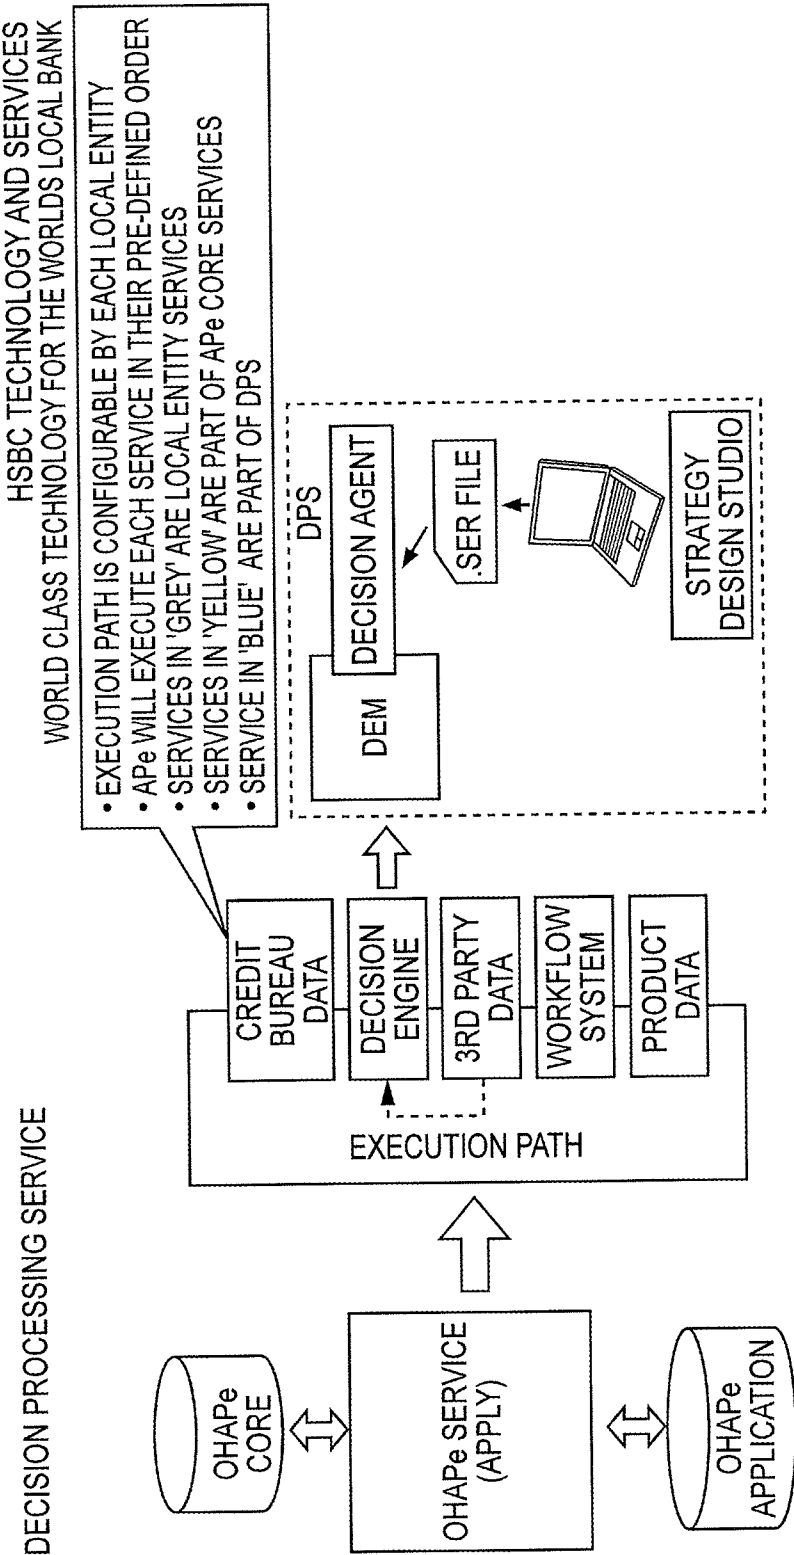 HSBC TECHNOLOGY AND SERVICES
WORLD CLASS TECHNOLOGY FOR THE WORLDS LOCAL BANK
DECISION PROCESSING SERVICE
• EXECUTION PATH IS CONFIGURABLE BY EACH LOCAL ENTITY
• APe WILL EXECUTE EACH SERVICE IN THEIR PRE-DEFINED ORDER
• SERVICES IN 'GREY' ARE LOCAL ENTITY SERVICES
• SERVICES IN 'YELLOW' ARE PART OF APe CORE SERVICES
• SERVICE IN 'BLUE' ARE PART OF DPS
OHAPe
CORE
OHAPe SERVICE
(APPLY)
OHAPe
APPLICATION
EXECUTION PATH
CREDIT
BUREAU
DATA
DECISION
ENGINE
3RD PARTY
DATA
WORKFLOW
SYSTEM
PRODUCT
DATA
DPS
DEM
DECISION AGENT
.SER FILE
STRATEGY
DESIGN STUDIO